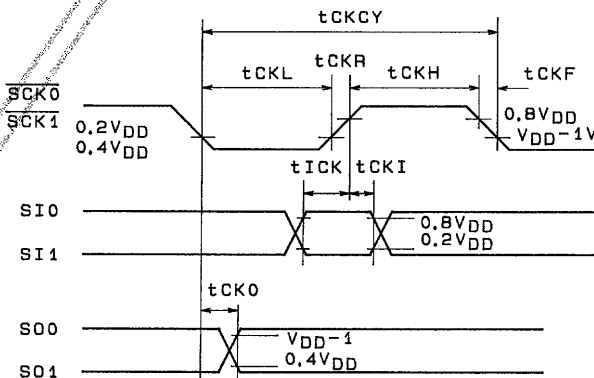 tCKCY
tCKR
tCKL
tCKH
tCKF
SCK0
SCK1
0.2VDD
0.4VDD
0.8VDD
VDD-1V
tICK
tCKI
SI0
0.8VDD
0.2VDD
SI1
tCKO
SO0
VDD-1
0.4VDD
SO1